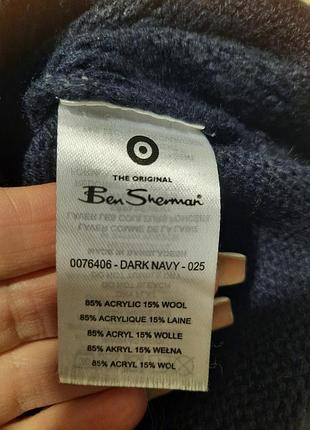 THE ORIGINAL
Ben Sherman
0076406 - DARK NAVY - 025
85% ACRYLIC 15% WOOL
85% ACRYLIQUE 15% LAINE
85% ACRYL 15% WOLLE
85% AKRYL 15% WEŁNA
85% ACRYL 15% WOL